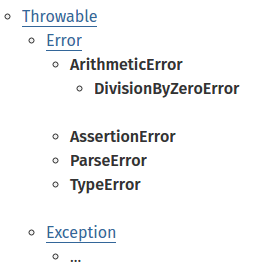 Throwable
Error
ArithmeticError
DivisionByZeroError
AssertionError
ParseError
TypeError
Exception
...